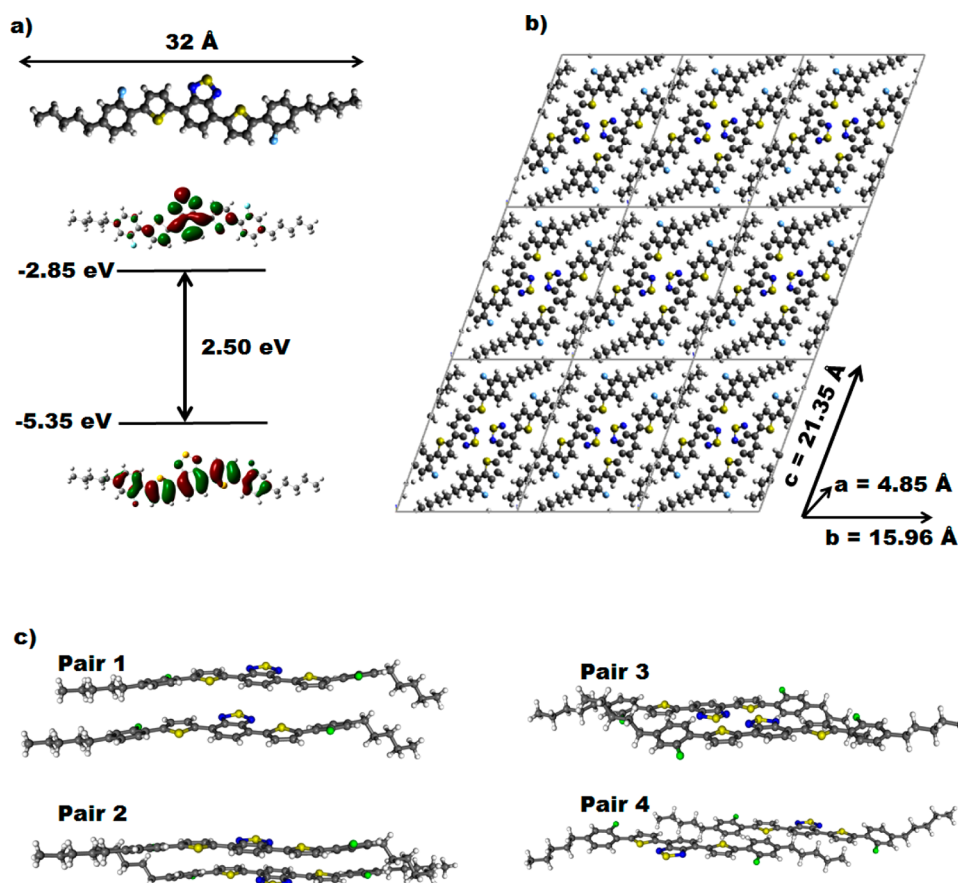 a)
32 Å
-2.85 eV
2.50 eV
-5.35 eV
b)
c = 21.35 Å
a = 4.85 Å
b = 15.96 Å
c)
Pair 1
Pair 2
Pair 3
Pair 4